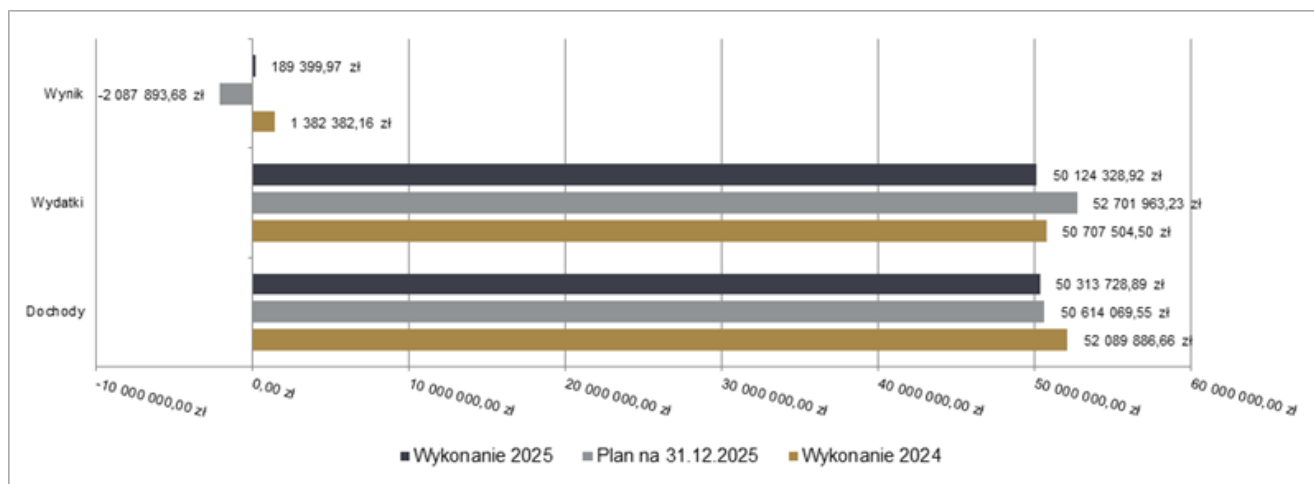 189 399,97 zł
Wynik
-2 087 893,68 zł
1 382 382,16 zł
50 124 328,92 zł
Wydatki
52 701 963,23 zł
50 707 504,50 zł
50 313 728,89 zł
Dochody
50 614 069,55 zł
52 089 886,66 zł
-10 000 000,00 zł
0,00 zł
10 000 000,00 zł
20 000 000,00 zł
30 000 000,00 zł
40 000 000,00 zł
50 000 000,00 zł
60 000 000,00 zł
Wykonanie 2025 Plan na 31.12.2025 Wykonanie 2024